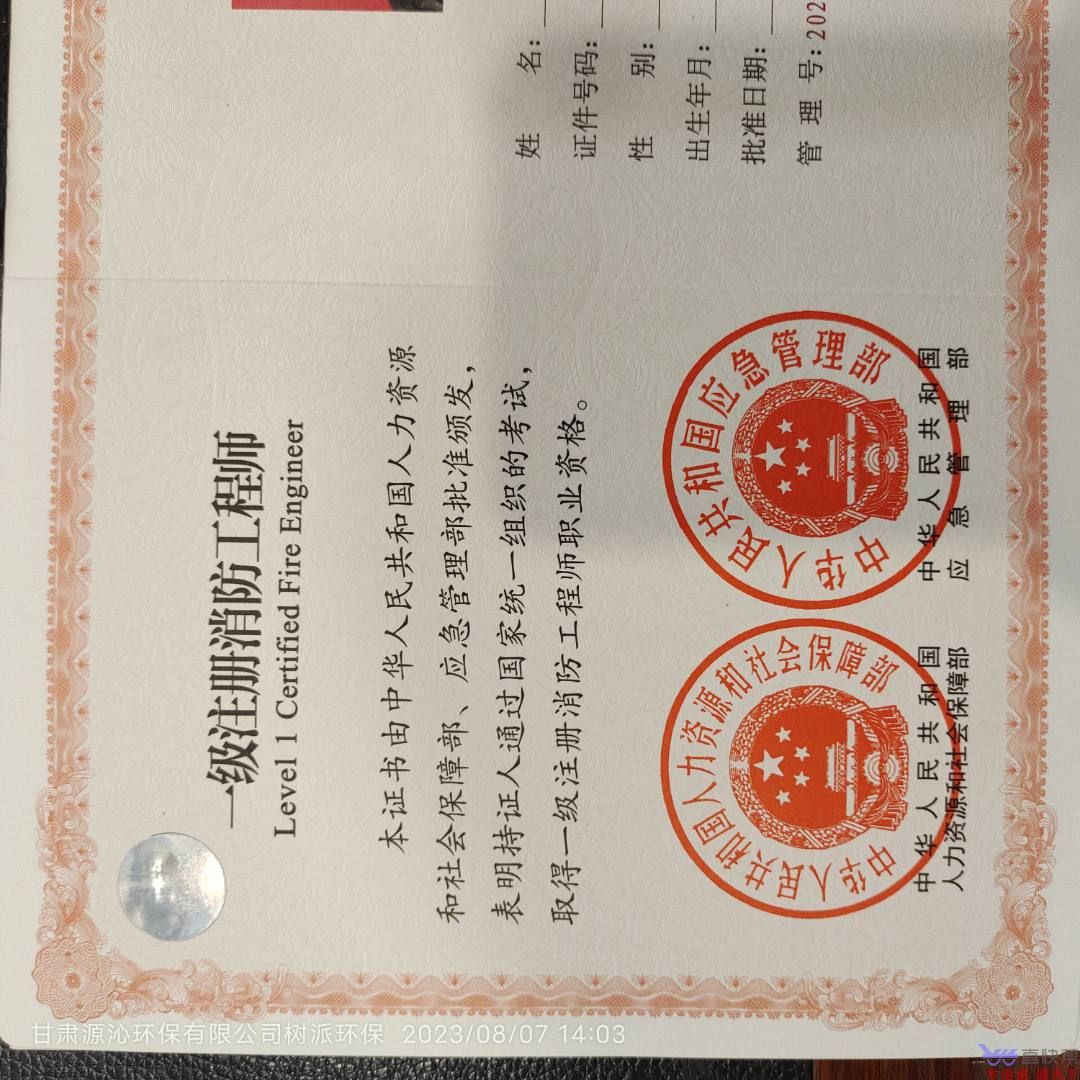 一级注册消防工程师
Level 1 Certified Fire Engineer
本证书由中华人民共和国人力资源
和社会保障部、应急管理部批准颁发，
表明持证人通过国家统一组织的考试，
取得一级注册消防工程师职业资格。
中华人民共和国人力资源和社会保障部
中华人民共和国
人力资源和社会保障部
中华人民共和国应急管理部
中华人民共和国
应急管理部
姓 名：
证件号码：
性 别：
出生年月：
批准日期：
管 理 号：202
甘肃源沁环保有限公司树派环保 2023/08/07 14:03